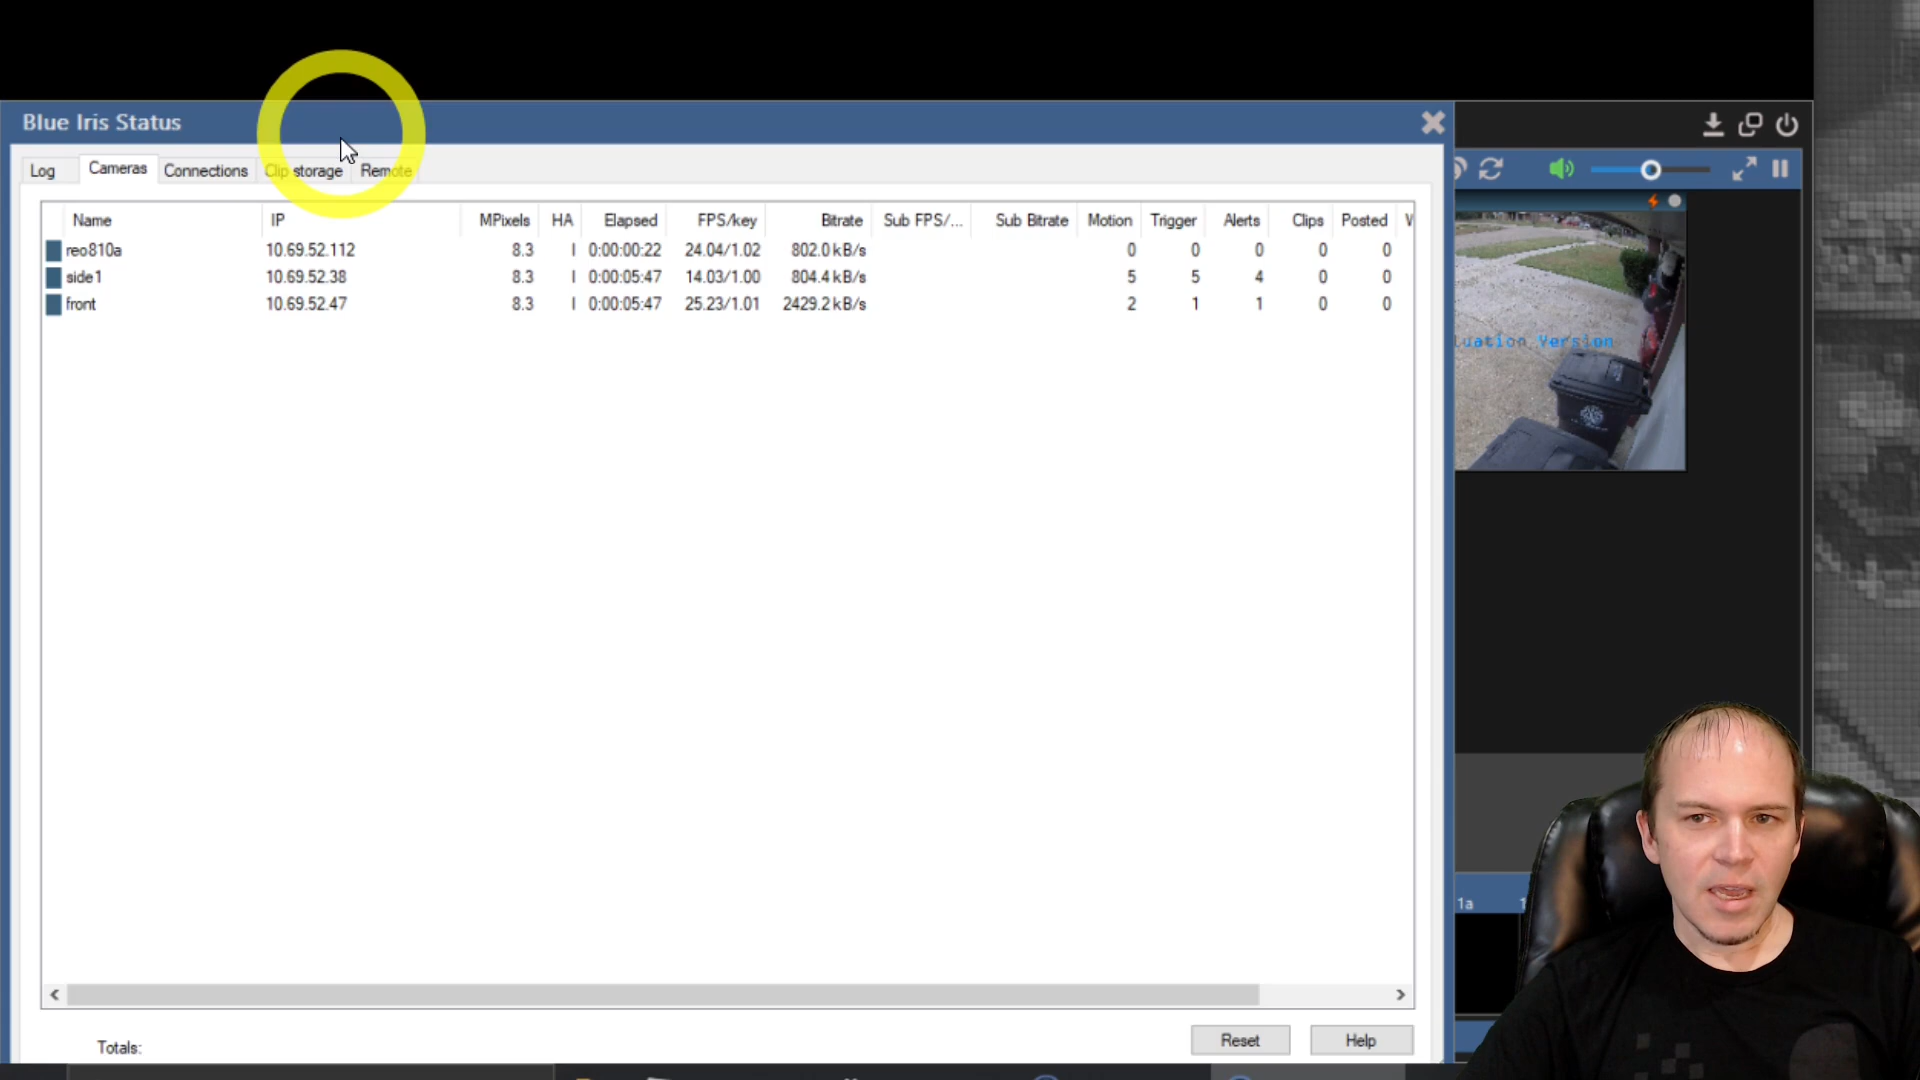 Blue Iris Status
Log Cameras Connections Clip storage Remote
Name IP MPixels HA Elapsed FPS/key Bitrate Sub FPS/... Sub Bitrate Motion Trigger Alerts Clips Posted
reo810a 10.69.52.112 8.3 I 0:00:00:22 24.04/1.02 802.0 kB/s 0 0 0 0 0
side1 10.69.52.38 8.3 I 0:00:05:47 14.03/1.00 804.4 kB/s 5 5 4 0 0
front 10.69.52.47 8.3 I 0:00:05:47 25.23/1.01 2429.2 kB/s 2 1 1 0 0
luation Version
1a
Reset Help
Totals: